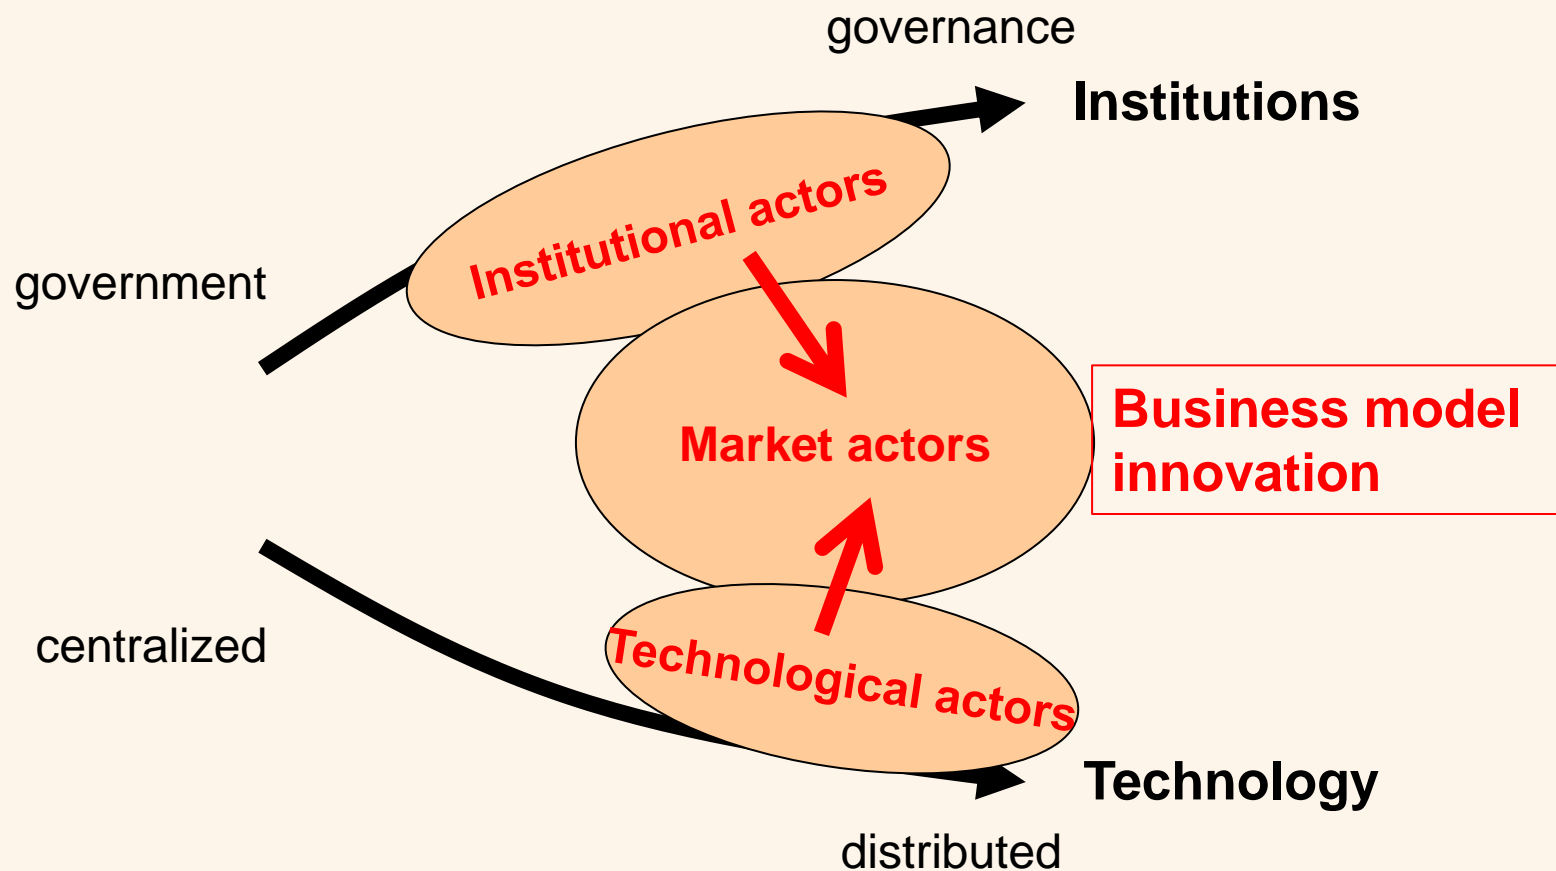 governance
Institutions
Institutional actors
government
Business model
innovation
Market actors
centralized
Technological actors
Technology
distributed